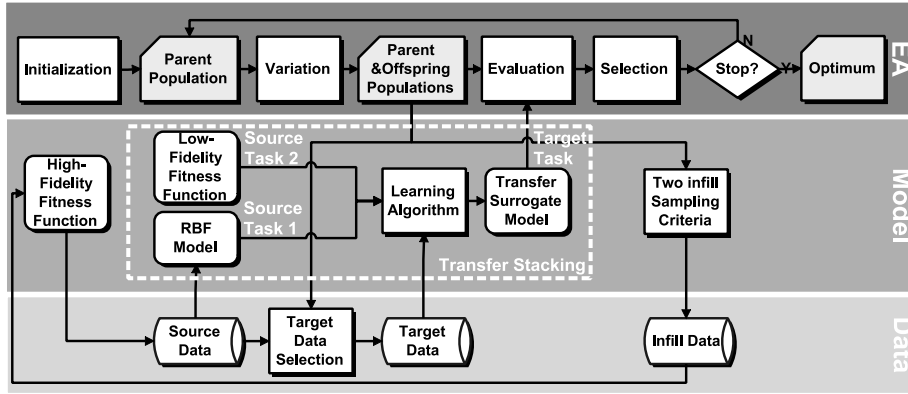 N
Initialization
Parent
Population
Variation
Parent
&Offspring
Populations
Evaluation
Selection
Stop?
Y
Optimum
EA
High-
Fidelity
Fitness
Function
Low-
Fidelity
Fitness
Function
Source
Task 2
RBF
Model
Source
Task 1
Learning
Algorithm
Target
Task
Transfer
Surrogate
Model
Two infill
Sampling
Criteria
Transfer Stacking
Model
Source
Data
Target
Data
Selection
Target
Data
Infill Data
Data